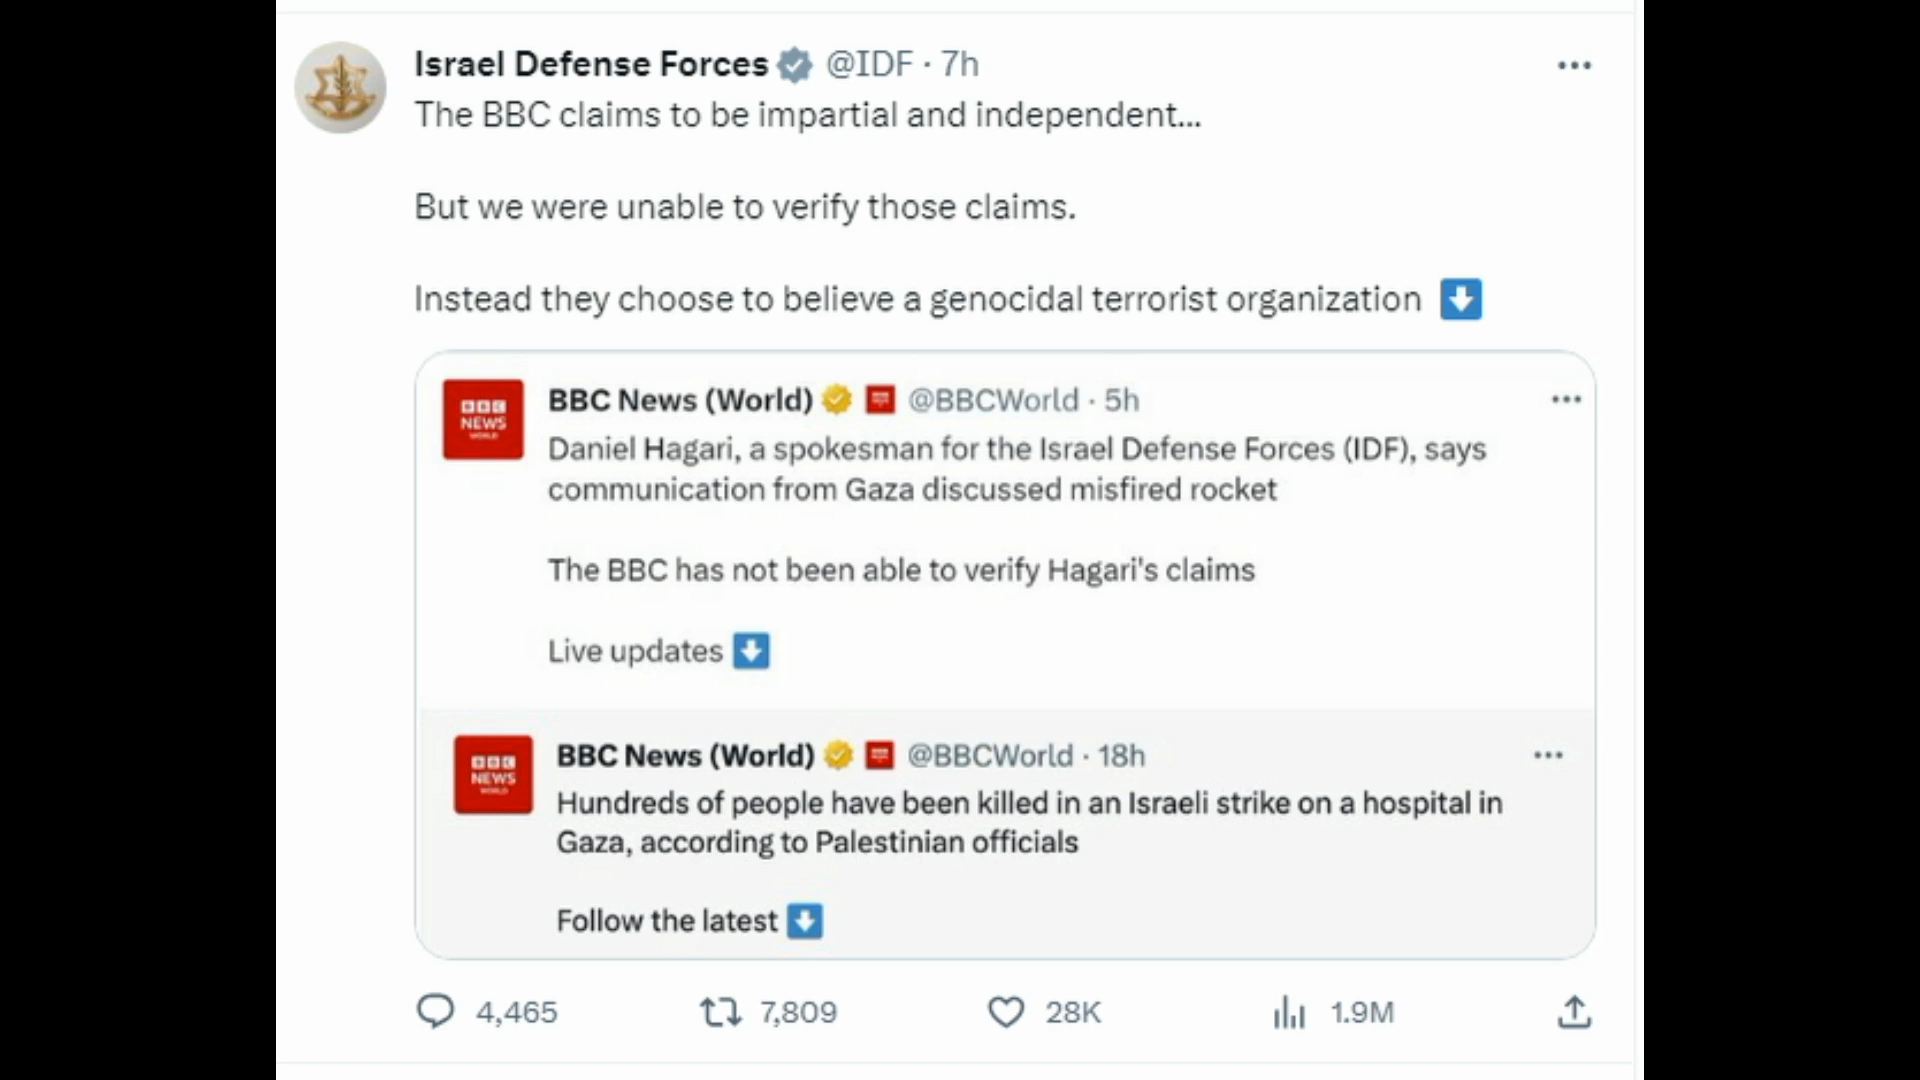 Israel Defense Forces @IDF · 7h
The BBC claims to be impartial and independent...
But we were unable to verify those claims.
Instead they choose to believe a genocidal terrorist organization
BBC
NEWS
WORLD
BBC News (World) @BBCWorld · 5h
Daniel Hagari, a spokesman for the Israel Defense Forces (IDF), says
communication from Gaza discussed misfired rocket
The BBC has not been able to verify Hagari's claims
Live updates
BBC
NEWS
WORLD
BBC News (World) @BBCWorld · 18h
Hundreds of people have been killed in an Israeli strike on a hospital in
Gaza, according to Palestinian officials
Follow the latest
4,465 7,809 28K 1.9M